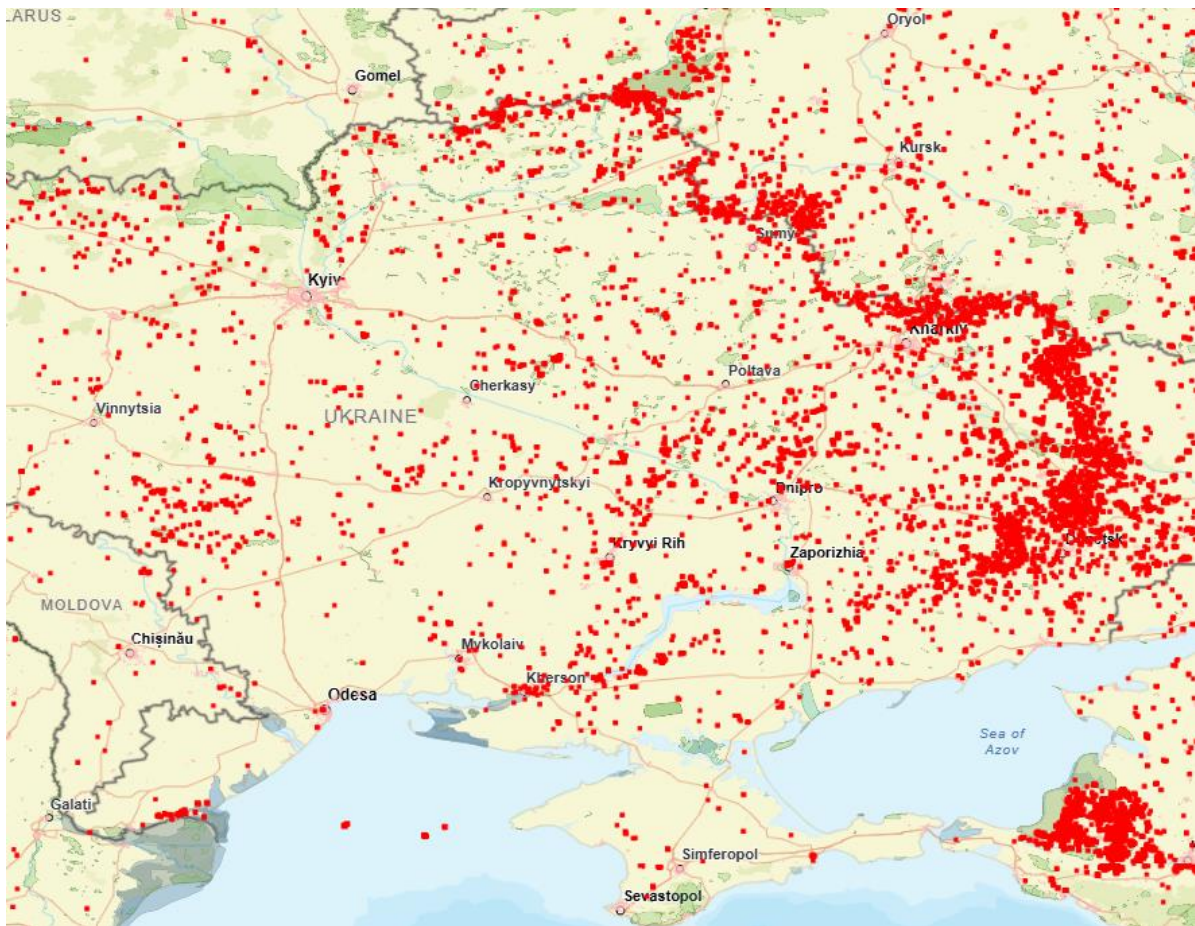 LARUS
Oryol
Gomel
Kursk
Sumy
Kyiv
Kharkiv
Poltava
Cherkasy
Vinnytsia
UKRAINE
Kropyvnytskyi
Dnipro
Kryvyi Rih
Donetsk
Zaporizhia
MOLDOVA
Chișinău
Mykolaiv
Kherson
Odesa
Sea of
Azov
Galati
Simferopol
Sevastopol